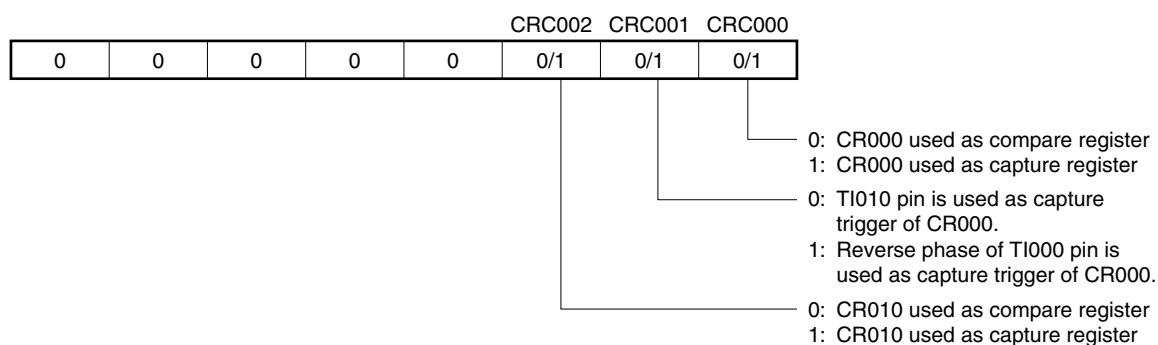 CRC002 CRC001 CRC000
0 0 0 0 0 0/1 0/1 0/1
0: CR000 used as compare register
1: CR000 used as capture register
0: TI010 pin is used as capture
trigger of CR000.
1: Reverse phase of TI000 pin is
used as capture trigger of CR000.
0: CR010 used as compare register
1: CR010 used as capture register